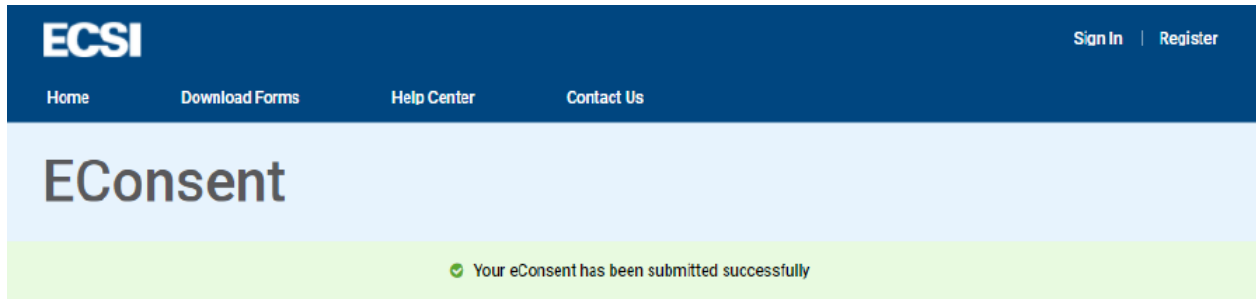 ECSI
Sign In | Register
Home Download Forms Help Center Contact Us
EConsent
Your eConsent has been submitted successfully